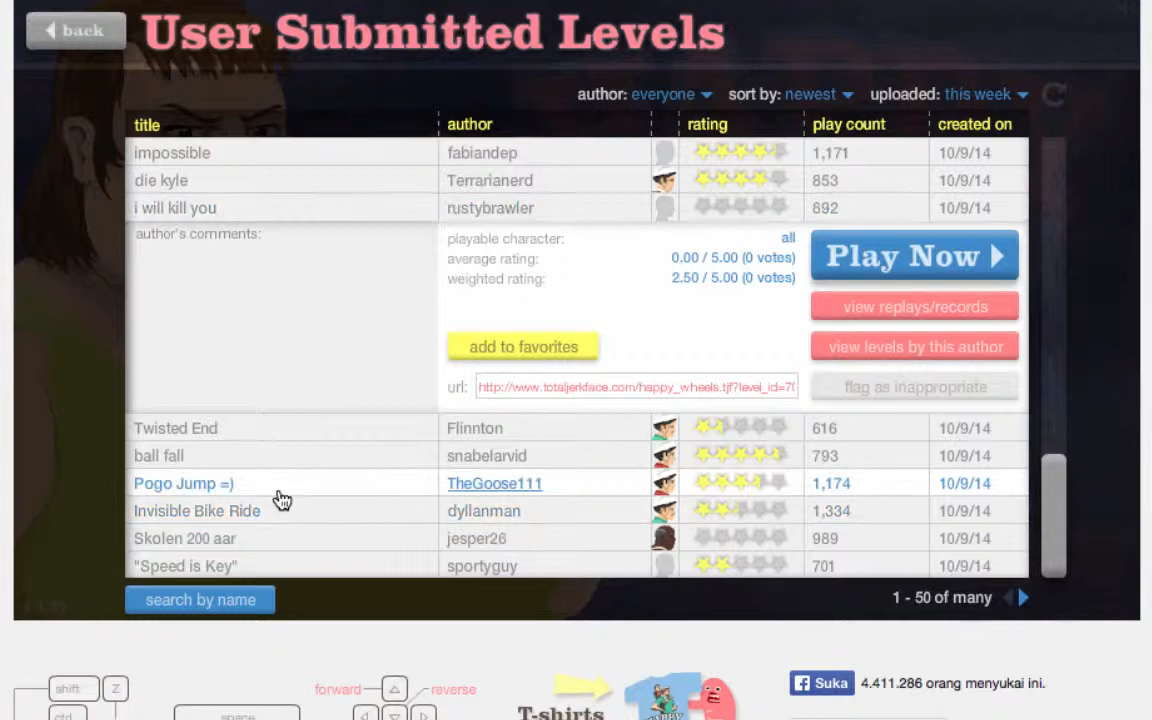 back
User Submitted Levels
author: everyone sort by: newest uploaded: this week
title author rating play count created on
impossible fabiandep 1,171 10/9/14
die kyle Terrarianerd 853 10/9/14
i will kill you rustybrawler 692 10/9/14
author's comments:
playable character: all
average rating: 0.00 / 5.00 (0 votes)
weighted rating: 2.50 / 5.00 (0 votes)
Play Now
view replays/records
add to favorites
view levels by this author
url: http://www.totaljerkface.com/happy_wheels.tjf?level_id=7(
flag as inappropriate
Twisted End Flinnton 616 10/9/14
ball fall snabelarvid 793 10/9/14
Pogo Jump =) TheGoose111 1,174 10/9/14
Invisible Bike Ride dyllanman 1,334 10/9/14
Skolen 200 aar jesper26 989 10/9/14
"Speed is Key" sportyguy 701 10/9/14
search by name
1 - 50 of many
shift Z
forward reverse
Suka 4.411.286 orang menyukai ini.
ctrl
space
T-shirts
HAPPY